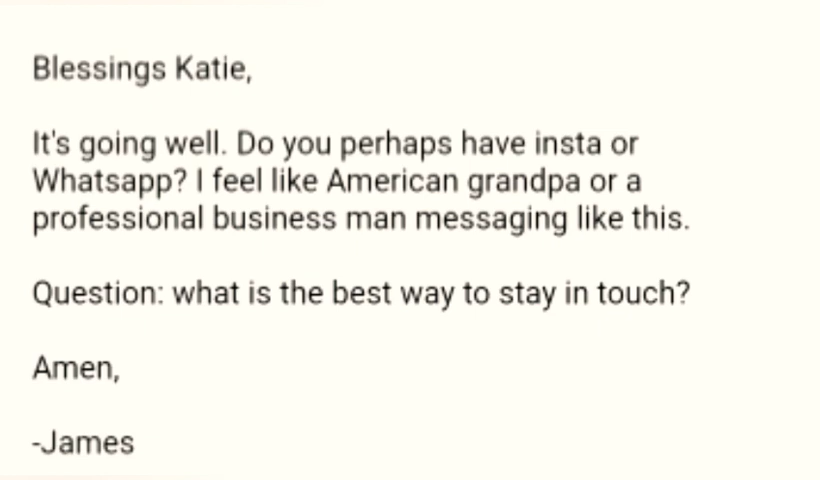 Blessings Katie,
It's going well. Do you perhaps have insta or
Whatsapp? I feel like American grandpa or a
professional business man messaging like this.
Question: what is the best way to stay in touch?
Amen,
-James